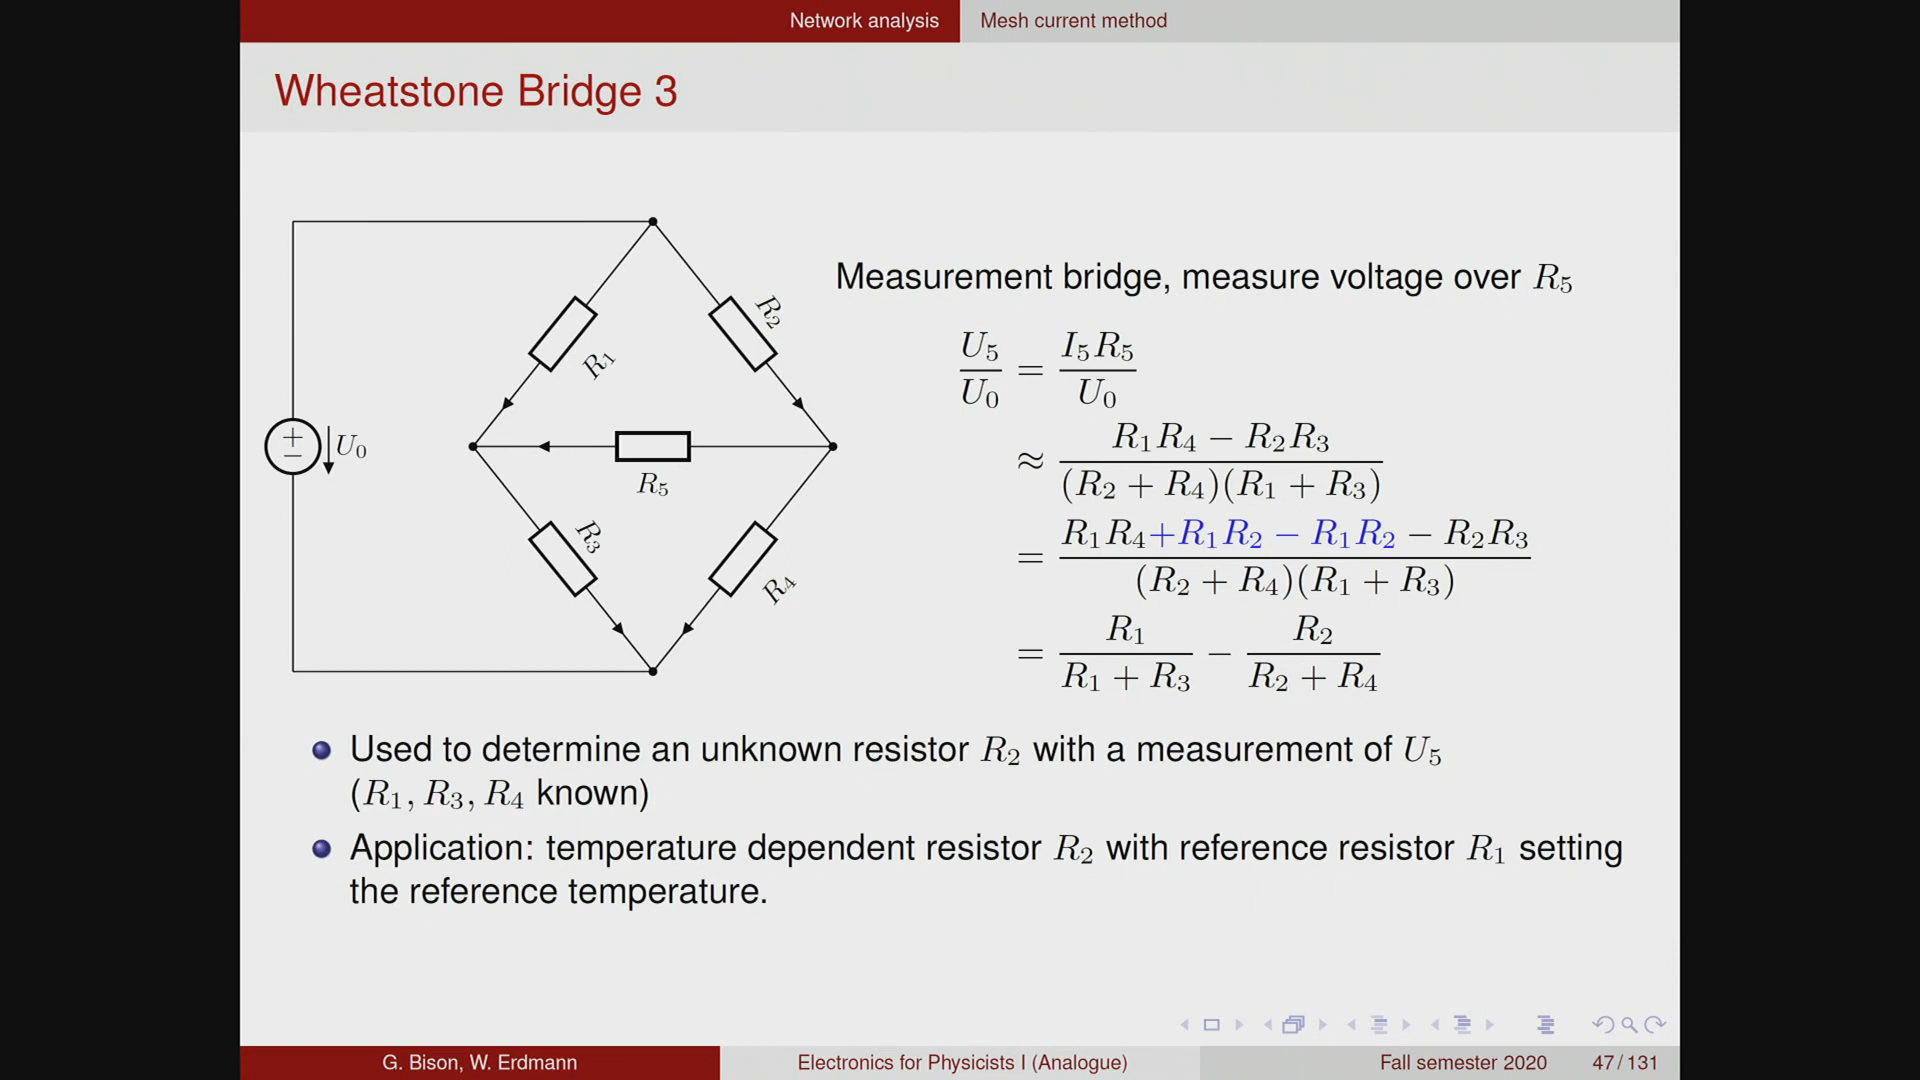 Network analysis
Mesh current method
Wheatstone Bridge 3
R₁
R₂
U₀
R₅
R₃
R₄
Measurement bridge, measure voltage over R₅
U₅/U₀ = I₅R₅/U₀
≈ (R₁R₄ − R₂R₃)/((R₂ + R₄)(R₁ + R₃))
= (R₁R₄+R₁R₂ − R₁R₂ − R₂R₃)/((R₂ + R₄)(R₁ + R₃))
= R₁/(R₁ + R₃) − R₂/(R₂ + R₄)
Used to determine an unknown resistor R₂ with a measurement of U₅
(R₁, R₃, R₄ known)
Application: temperature dependent resistor R₂ with reference resistor R₁ setting
the reference temperature.
G. Bison, W. Erdmann
Electronics for Physicists I (Analogue)
Fall semester 2020
47 / 131